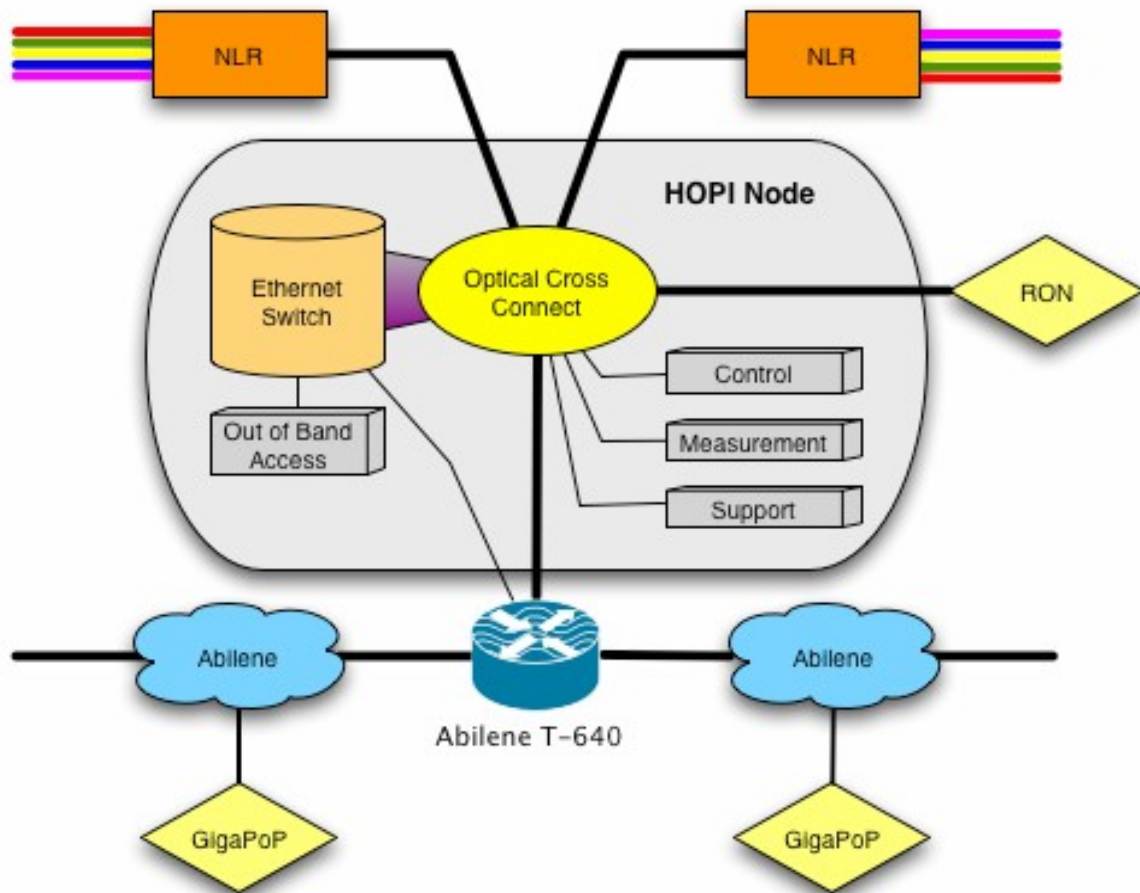 NLR
NLR
HOPI Node
Ethernet
Switch
Optical Cross
Connect
RON
Control
Out of Band
Access
Measurement
Support
Abilene
Abilene
Abilene T-640
GigaPoP
GigaPoP